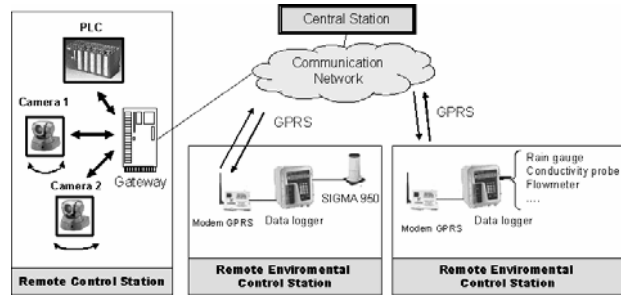 PLC
Central Station
Communication
Network
Camera 1
Camera 2
Gateway
GPRS
GPRS
Modem GPRS
Data logger
SIGMA 950
Modem GPRS
Data logger
Rain gauge
Conductivity probe
Flowmeter
....
Remote Control Station
Remote Enviromental
Control Station
Remote Enviromental
Control Station